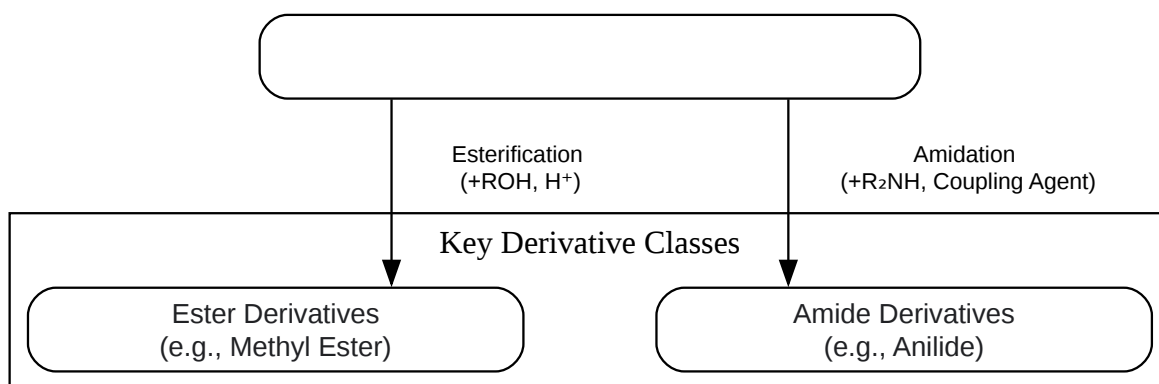 Esterification
(+ROH, H⁺)
Amidation
(+R₂NH, Coupling Agent)
Key Derivative Classes
Ester Derivatives
(e.g., Methyl Ester)
Amide Derivatives
(e.g., Anilide)